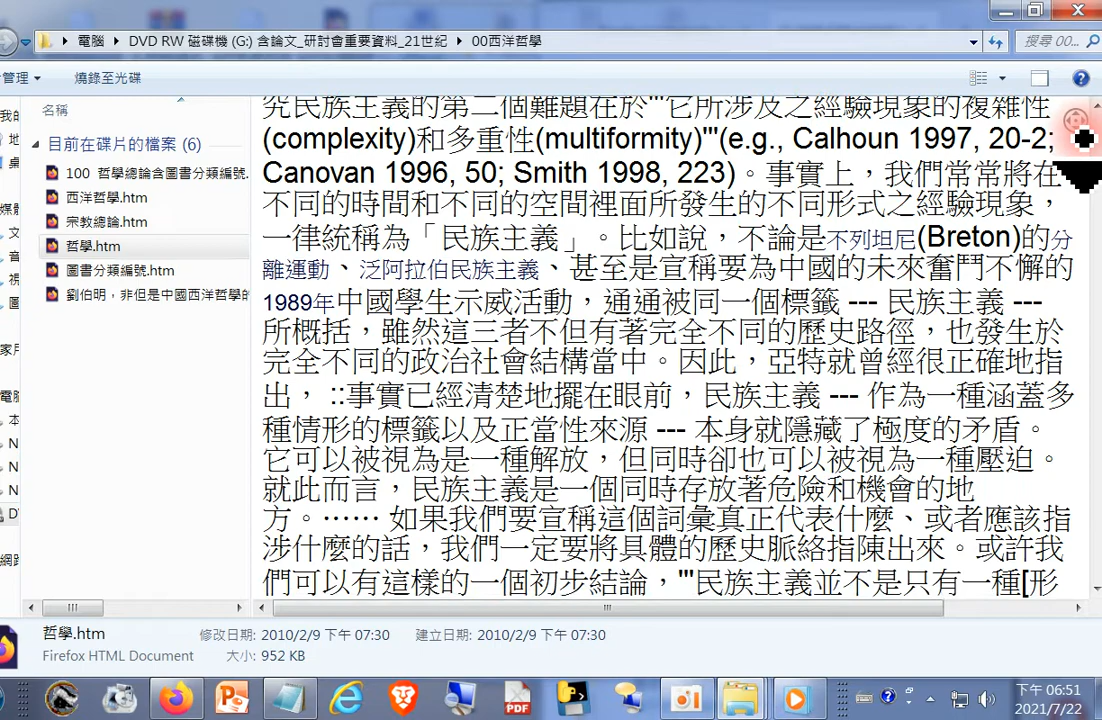 電腦 ▸ DVD RW 磁碟機 (G:) 含論文_研討會重要資料_21世紀 ▸ 00西洋哲學
搜尋 00...
管理
燒錄至光碟
名稱
目前在碟片的檔案 (6)
100 哲學總論含圖書分類編號.
西洋哲學.htm
宗教總論.htm
哲學.htm
圖書分類編號.htm
劉伯明，非但是中國西洋哲學的
究民族主義的第二個難題在於'''它所涉及之經驗現象的複雜性
(complexity)和多重性(multiformity)'''(e.g., Calhoun 1997, 20-2;
Canovan 1996, 50; Smith 1998, 223)。事實上，我們常常將在
不同的時間和不同的空間裡面所發生的不同形式之經驗現象，
一律統稱為「民族主義」。比如說，不論是不列坦尼(Breton)的分
離運動、泛阿拉伯民族主義、甚至是宣稱要為中國的未來奮鬥不懈的
1989年中國學生示威活動，通通被同一個標籤 --- 民族主義 ---
所概括，雖然這三者不但有著完全不同的歷史路徑，也發生於
完全不同的政治社會結構當中。因此，亞特就曾經很正確地指
出， ::事實已經清楚地擺在眼前，民族主義 --- 作為一種涵蓋多
種情形的標籤以及正當性來源 --- 本身就隱藏了極度的矛盾。
它可以被視為是一種解放，但同時卻也可以被視為一種壓迫。
就此而言，民族主義是一個同時存放著危險和機會的地
方。…… 如果我們要宣稱這個詞彙真正代表什麼、或者應該指
涉什麼的話，我們一定要將具體的歷史脈絡指陳出來。或許我
們可以有這樣的一個初步結論，'''民族主義並不是只有一種[形
哲學.htm
修改日期: 2010/2/9 下午 07:30
建立日期: 2010/2/9 下午 07:30
Firefox HTML Document
大小: 952 KB
PDF
下午 06:51
2021/7/22